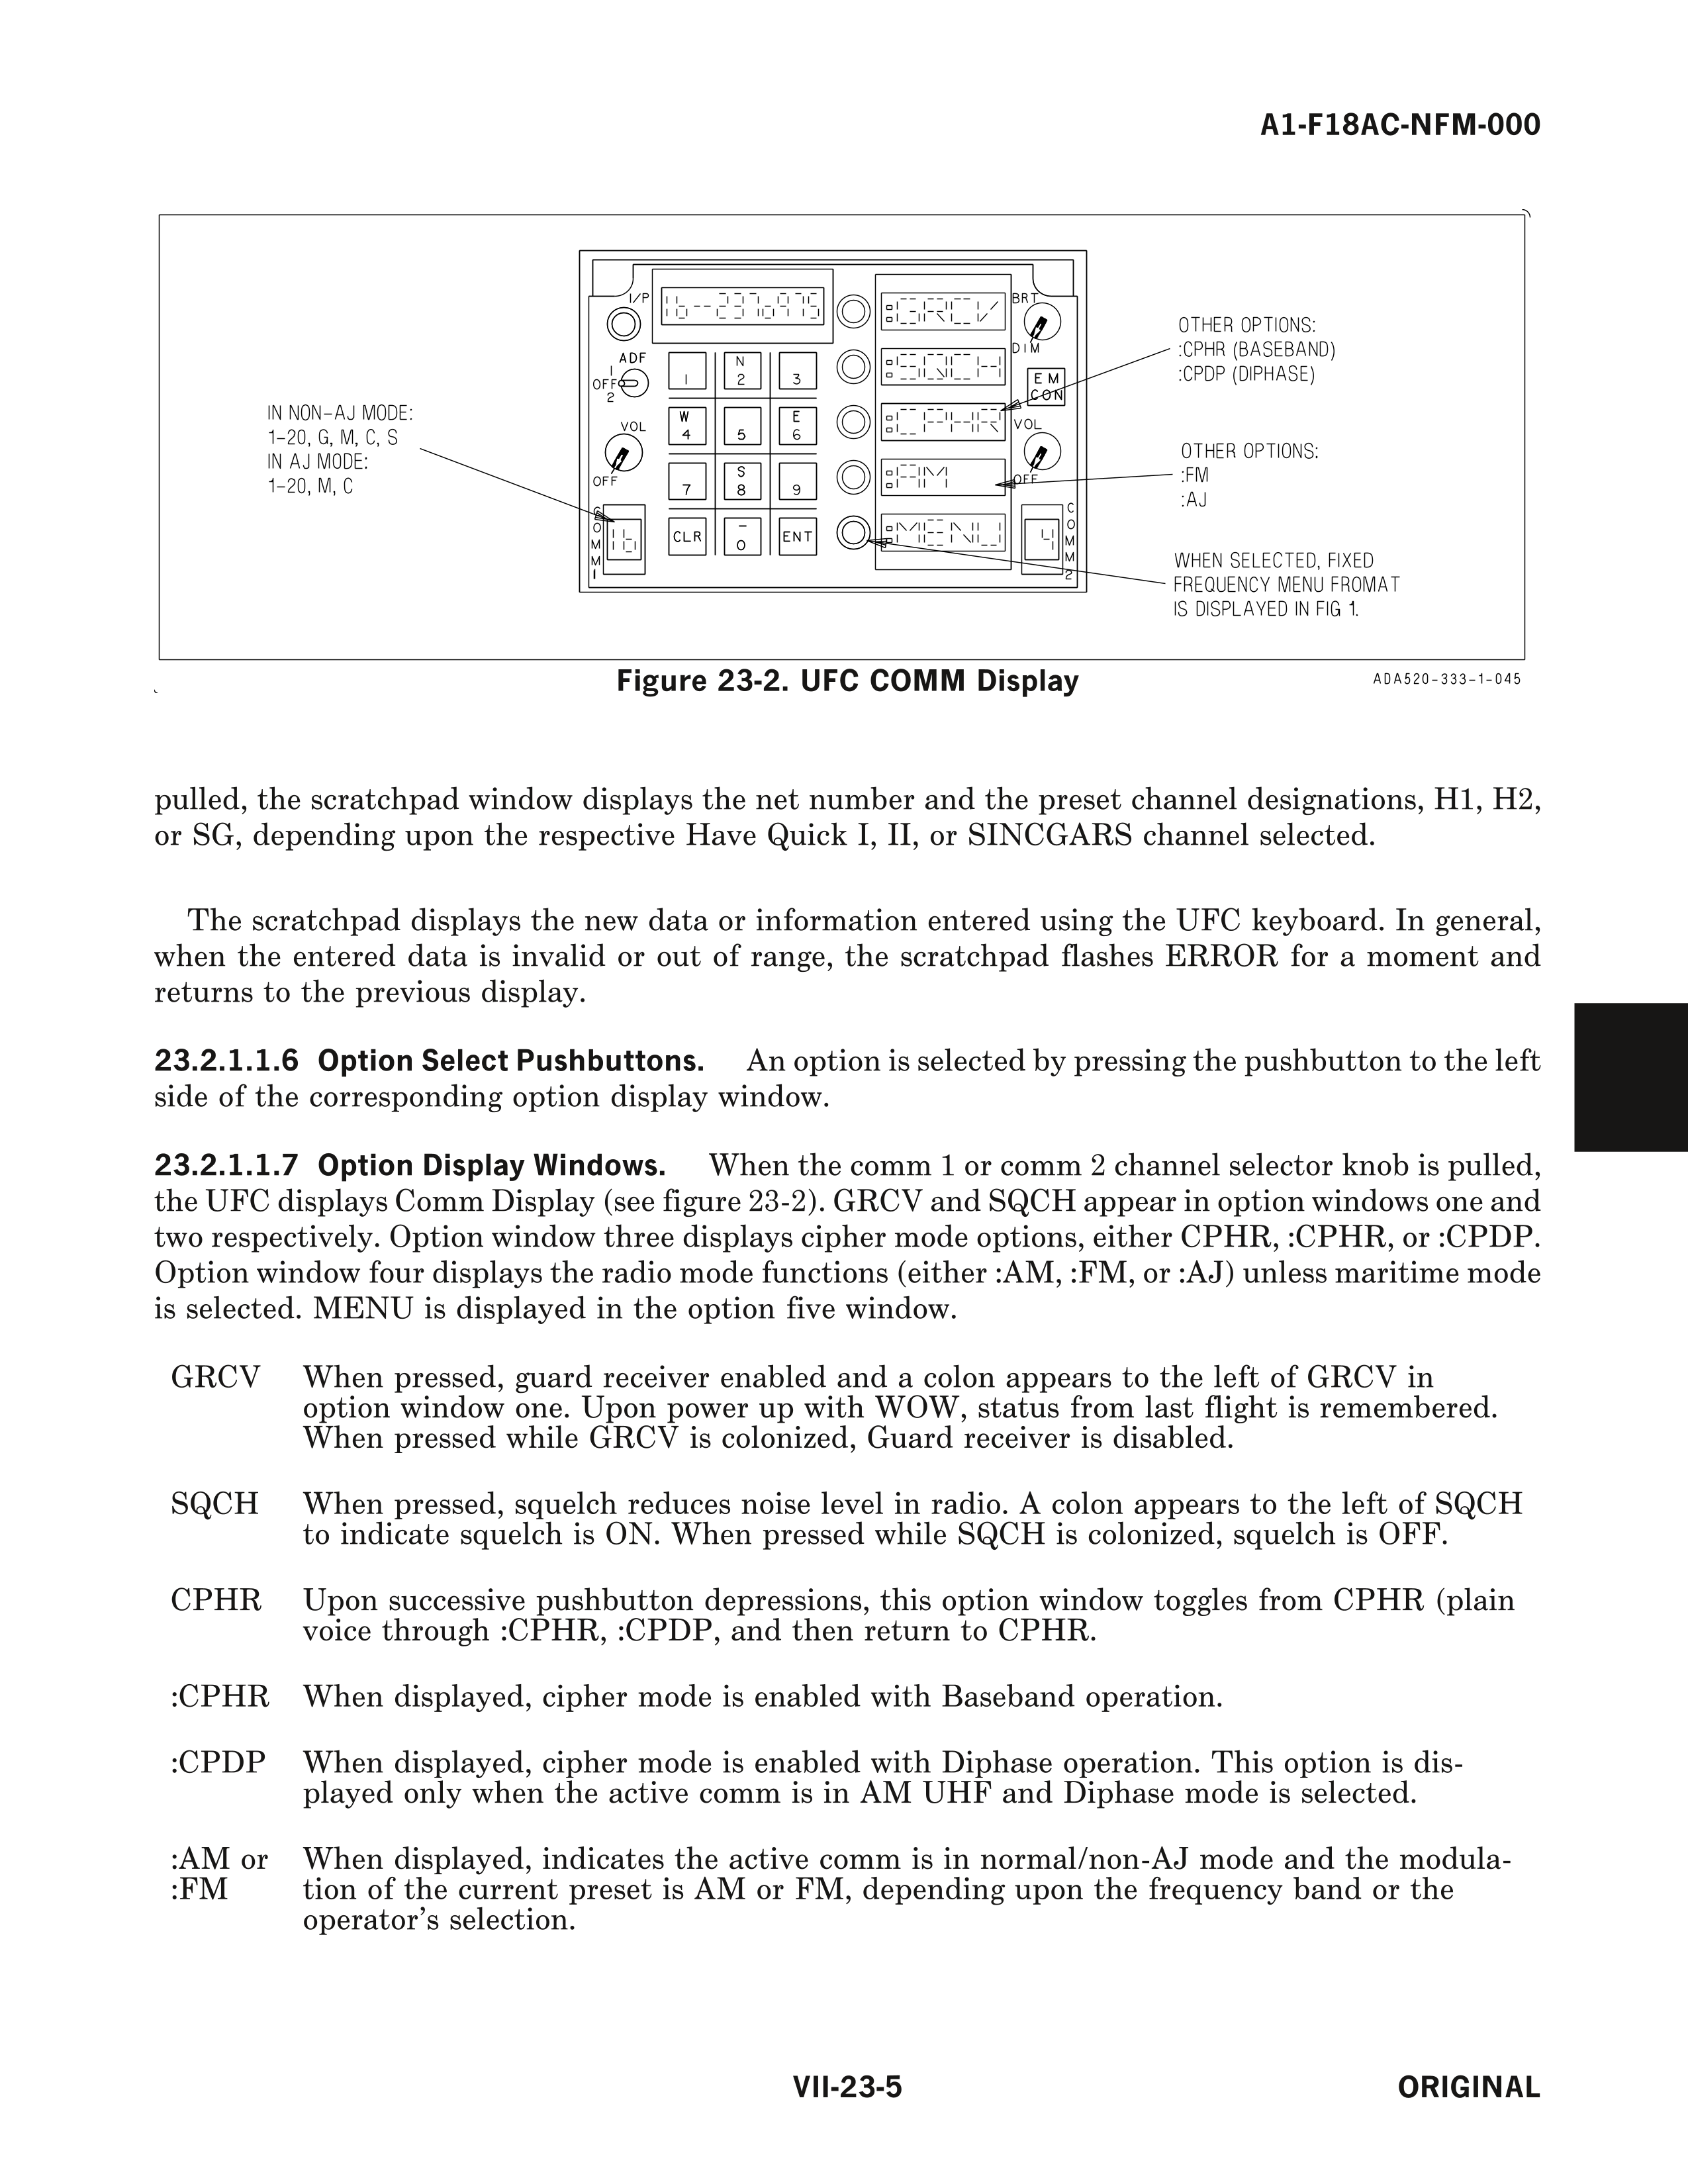 A1-F18AC-NFM-000
I/P
16--237.975
:GRCV
BRT
DIM
ADF
1
OFF
2
1
N
2
3
:SQCH
EM
CON
VOL
OFF
W
4
5
E
6
:CPHR
VOL
OFF
7
S
8
9
:AM
COMM1
16
CLR
–
0
ENT
:MENU
4
COMM2
IN NON-AJ MODE:
1-20, G, M, C, S
IN AJ MODE:
1-20, M, C
OTHER OPTIONS:
:CPHR (BASEBAND)
:CPDP (DIPHASE)
OTHER OPTIONS:
:FM
:AJ
WHEN SELECTED, FIXED
FREQUENCY MENU FROMAT
IS DISPLAYED IN FIG 1.
Figure 23-2. UFC COMM Display
ADA520-333-1-045
pulled, the scratchpad window displays the net number and the preset channel designations, H1, H2,
or SG, depending upon the respective Have Quick I, II, or SINCGARS channel selected.
The scratchpad displays the new data or information entered using the UFC keyboard. In general,
when the entered data is invalid or out of range, the scratchpad flashes ERROR for a moment and
returns to the previous display.
23.2.1.1.6 Option Select Pushbuttons. An option is selected by pressing the pushbutton to the left
side of the corresponding option display window.
23.2.1.1.7 Option Display Windows. When the comm 1 or comm 2 channel selector knob is pulled,
the UFC displays Comm Display (see figure 23-2). GRCV and SQCH appear in option windows one and
two respectively. Option window three displays cipher mode options, either CPHR, :CPHR, or :CPDP.
Option window four displays the radio mode functions (either :AM, :FM, or :AJ) unless maritime mode
is selected. MENU is displayed in the option five window.
GRCV When pressed, guard receiver enabled and a colon appears to the left of GRCV in
option window one. Upon power up with WOW, status from last flight is remembered.
When pressed while GRCV is colonized, Guard receiver is disabled.
SQCH When pressed, squelch reduces noise level in radio. A colon appears to the left of SQCH
to indicate squelch is ON. When pressed while SQCH is colonized, squelch is OFF.
CPHR Upon successive pushbutton depressions, this option window toggles from CPHR (plain
voice through :CPHR, :CPDP, and then return to CPHR.
:CPHR When displayed, cipher mode is enabled with Baseband operation.
:CPDP When displayed, cipher mode is enabled with Diphase operation. This option is dis-
played only when the active comm is in AM UHF and Diphase mode is selected.
:AM or When displayed, indicates the active comm is in normal/non-AJ mode and the modula-
:FM tion of the current preset is AM or FM, depending upon the frequency band or the
operator's selection.
VII-23-5
ORIGINAL